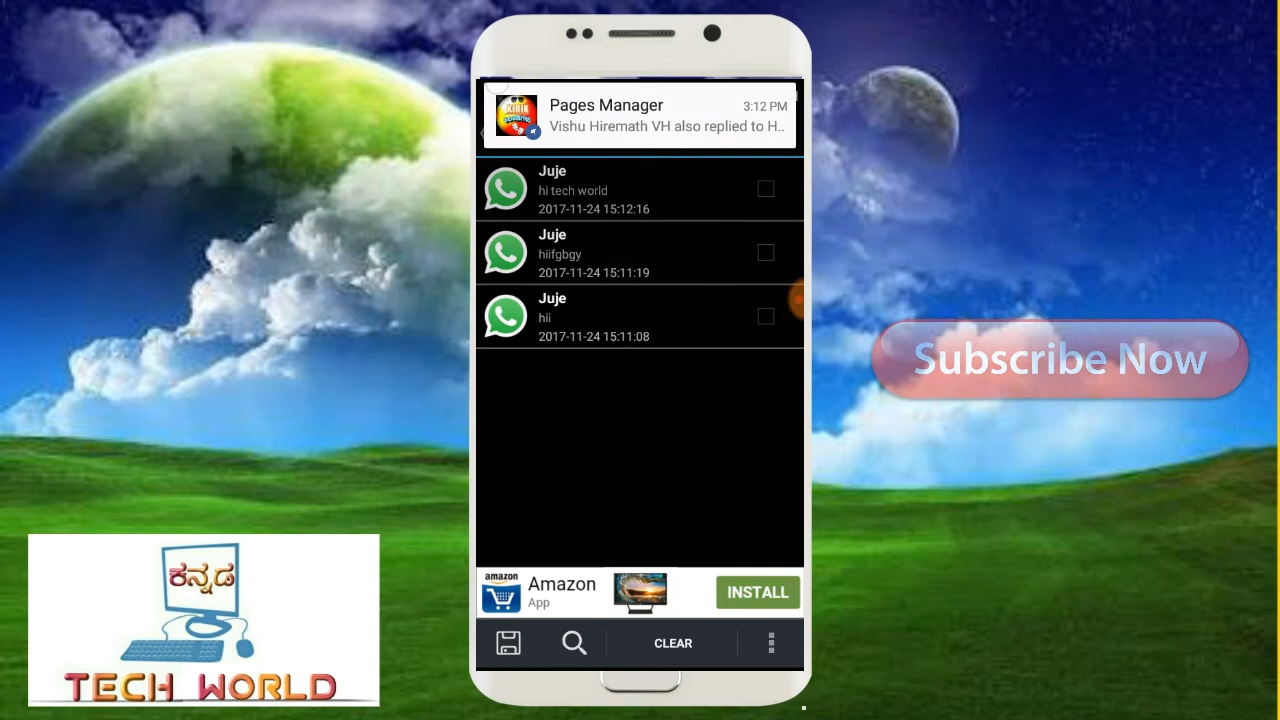 Pages Manager
3:12 PM
Vishu Hiremath VH also replied to H..
Juje
hi tech world
2017-11-24 15:12:16
Juje
hiifgbgy
2017-11-24 15:11:19
Juje
hii
2017-11-24 15:11:08
Subscribe Now
amazon
Amazon
App
INSTALL
CLEAR
ಕನ್ನಡ
TECH WORLD